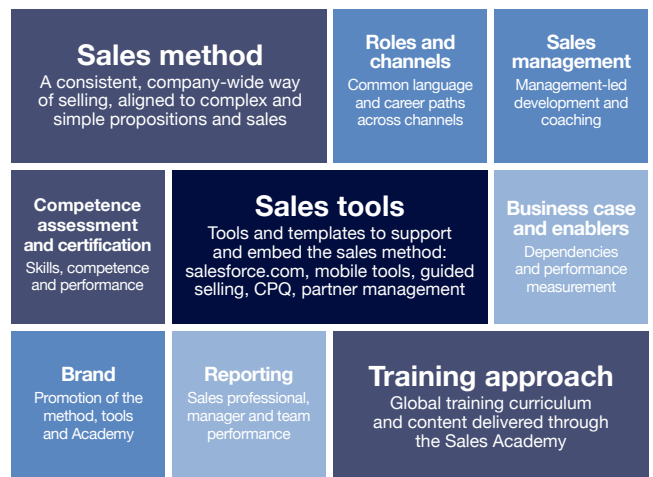 Sales method
A consistent, company-wide way
of selling, aligned to complex and
simple propositions and sales
Roles and
channels
Common language
and career paths
across channels
Sales
management
Management-led
development and
coaching
Competence
assessment
and certification
Skills, competence
and performance
Sales tools
Tools and templates to support
and embed the sales method:
salesforce.com, mobile tools, guided
selling, CPQ, partner management
Business case
and enablers
Dependencies
and performance
measurement
Brand
Promotion of the
method, tools
and Academy
Reporting
Sales professional,
manager and team
performance
Training approach
Global training curriculum
and content delivered through
the Sales Academy